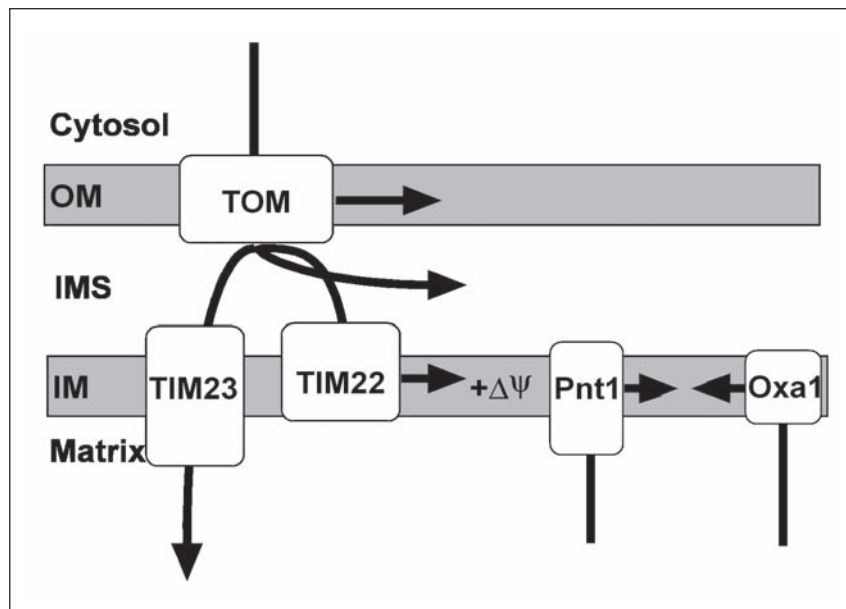 Cytosol
OM
TOM
IMS
IM
TIM23
TIM22
+ΔΨ
Pnt1
Oxa1
Matrix